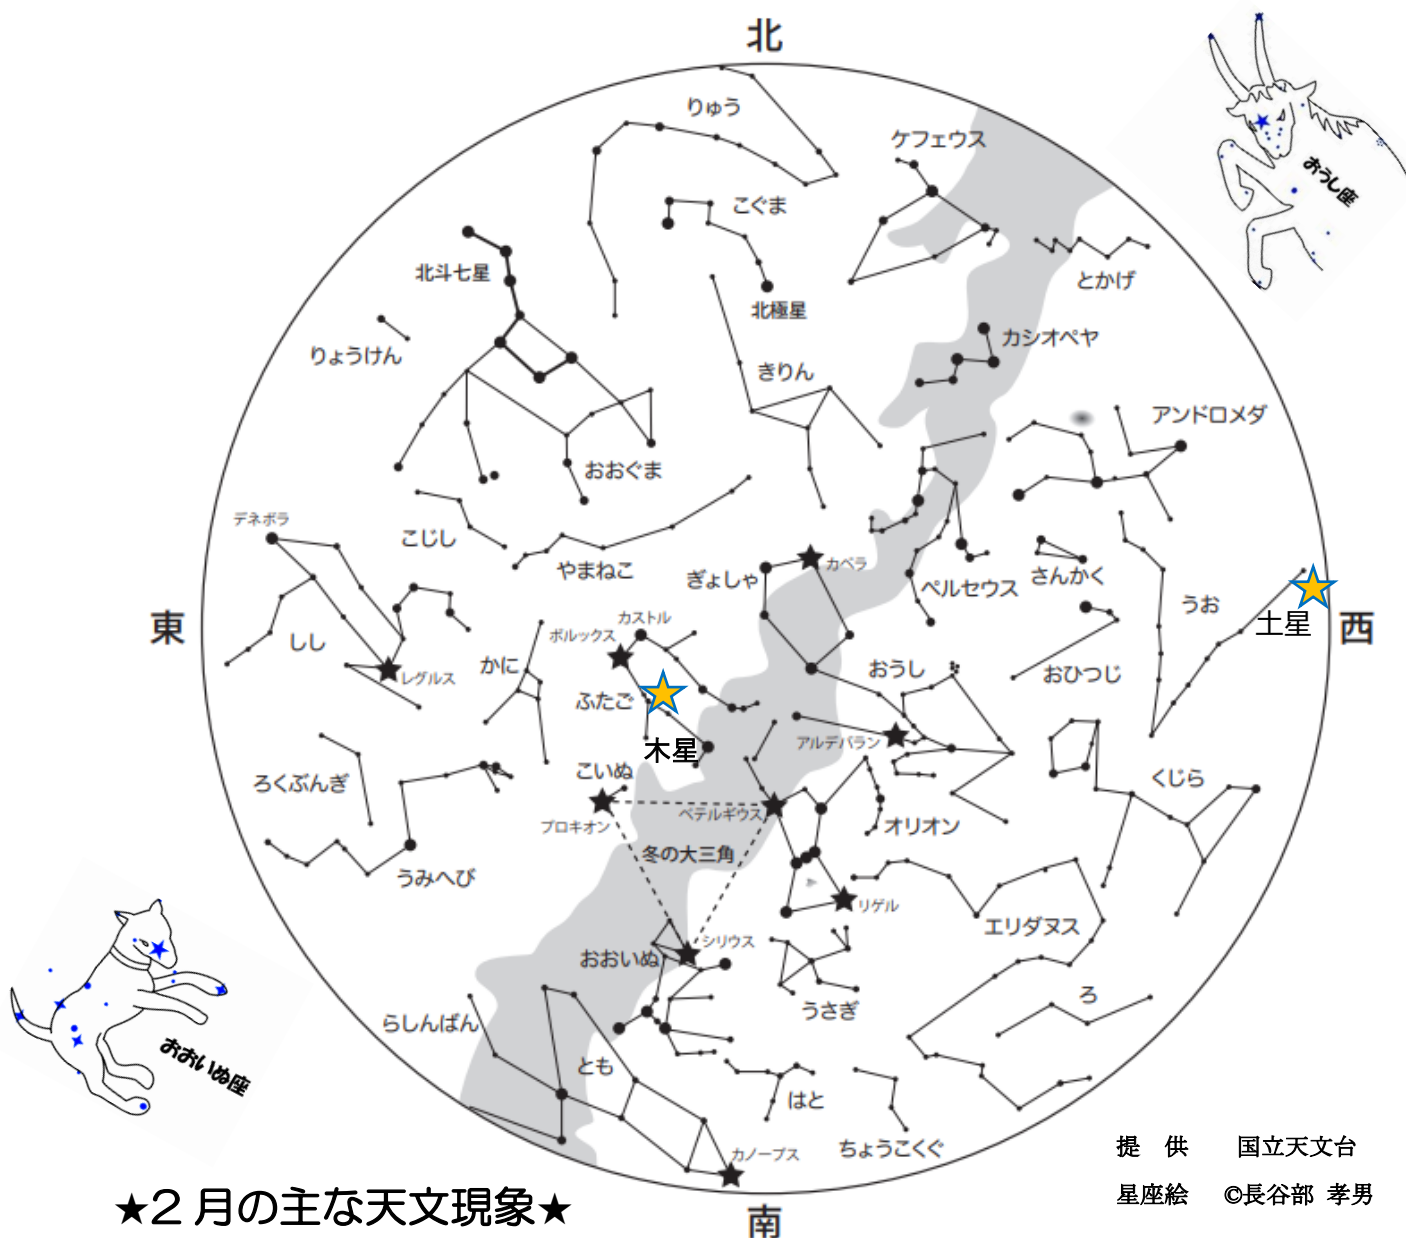 北
りゅう
ケフェウス
こぐま
おうし座
北斗七星
とかげ
北極星
りょうけん
カシオペヤ
きりん
アンドロメダ
おおぐま
デネボラ
こじし
やまねこ
ぎょしゃ
カペラ
ペルセウス
さんかく
うお
土星
東
西
カストル
ポルックス
しし
かに
レグルス
ふたご
おうし
おひつじ
木星
アルデバラン
ろくぶんぎ
こいぬ
くじら
プロキオン
ベテルギウス
オリオン
冬の大三角
うみへび
リゲル
エリダヌス
シリウス
おおいぬ
うさぎ
ろ
らしんばん
おおいぬ座
とも
はと
ちょうこくぐ
カノープス
提 供 国立天文台
星座絵 ©長谷部 孝男
★2月の主な天文現象★
南